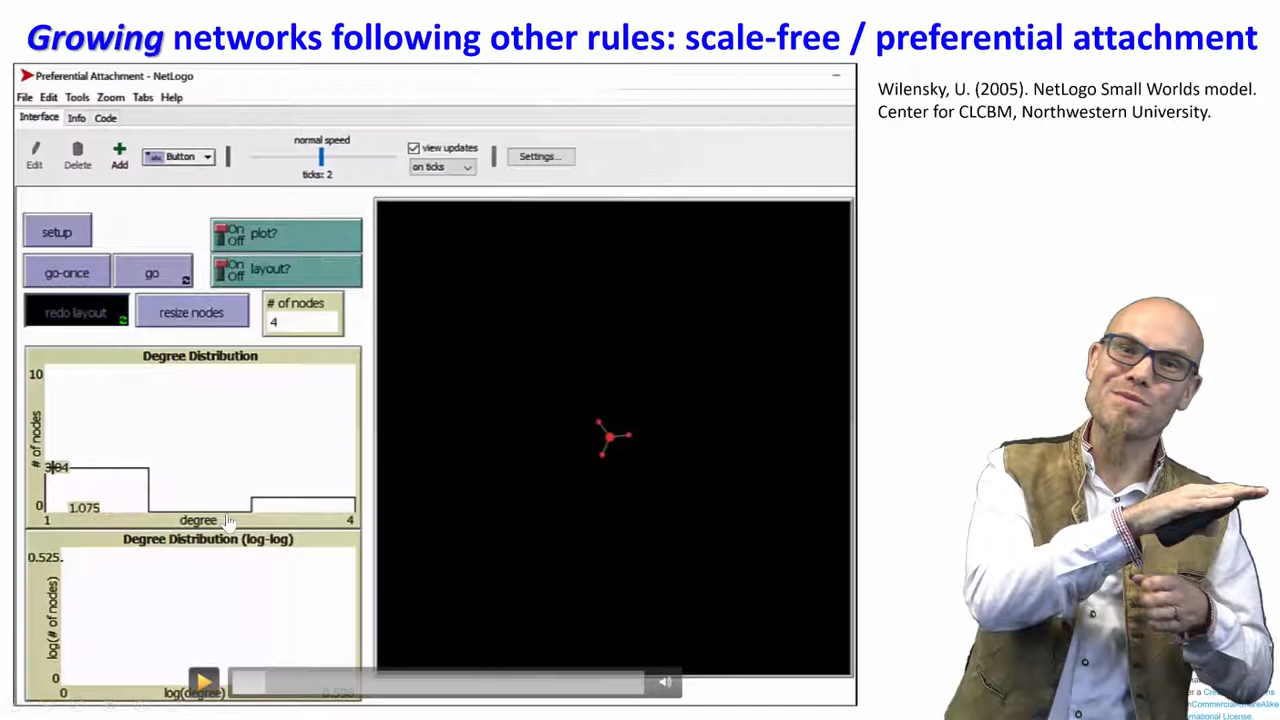 Growing networks following other rules: scale-free / preferential attachment
Preferential Attachment - NetLogo
File Edit Tools Zoom Tabs Help
Interface Info Code
Edit Delete Add
Button
normal speed
ticks: 2
view updates
on ticks
Settings...
setup
On
Off
plot?
go-once
go
On
Off
layout?
redo layout
resize nodes
# of nodes
4
Degree Distribution
10
# of nodes
0
1.075
1
degree
4
Degree Distribution (log-log)
0.525
log(# of nodes)
0
0
log(degree)
Wilensky, U. (2005). NetLogo Small Worlds model.
Center for CLCBM, Northwestern University.